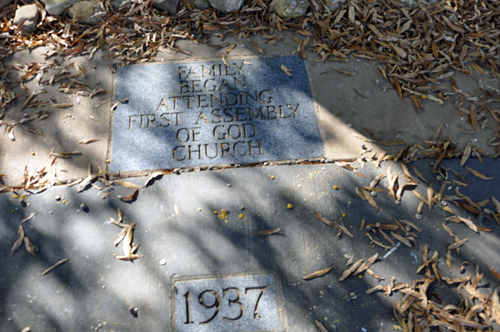 FAMILY
BEGAN
ATTENDING
FIRST ASSEMBLY
OF GOD
CHURCH
1937